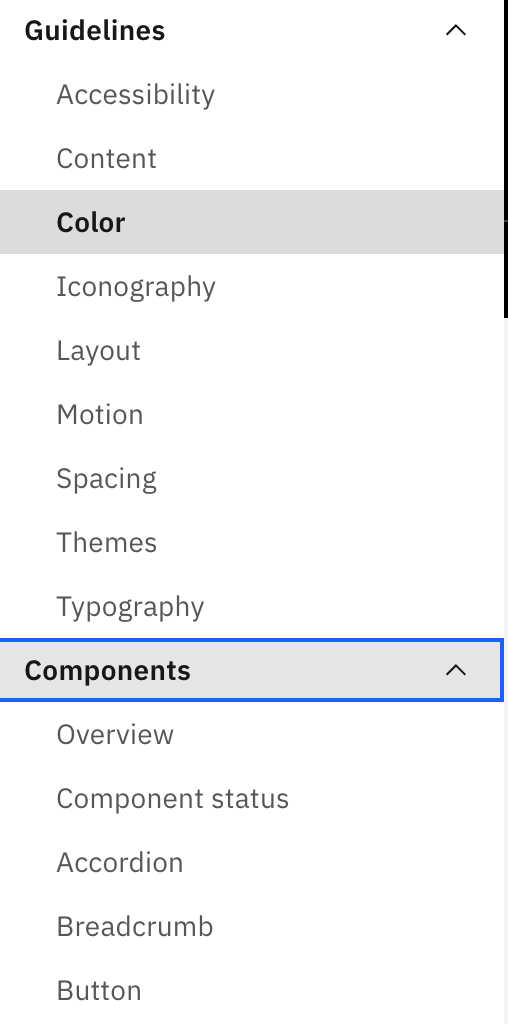 Guidelines
Accessibility
Content
Color
Iconography
Layout
Motion
Spacing
Themes
Typography
Components
Overview
Component status
Accordion
Breadcrumb
Button